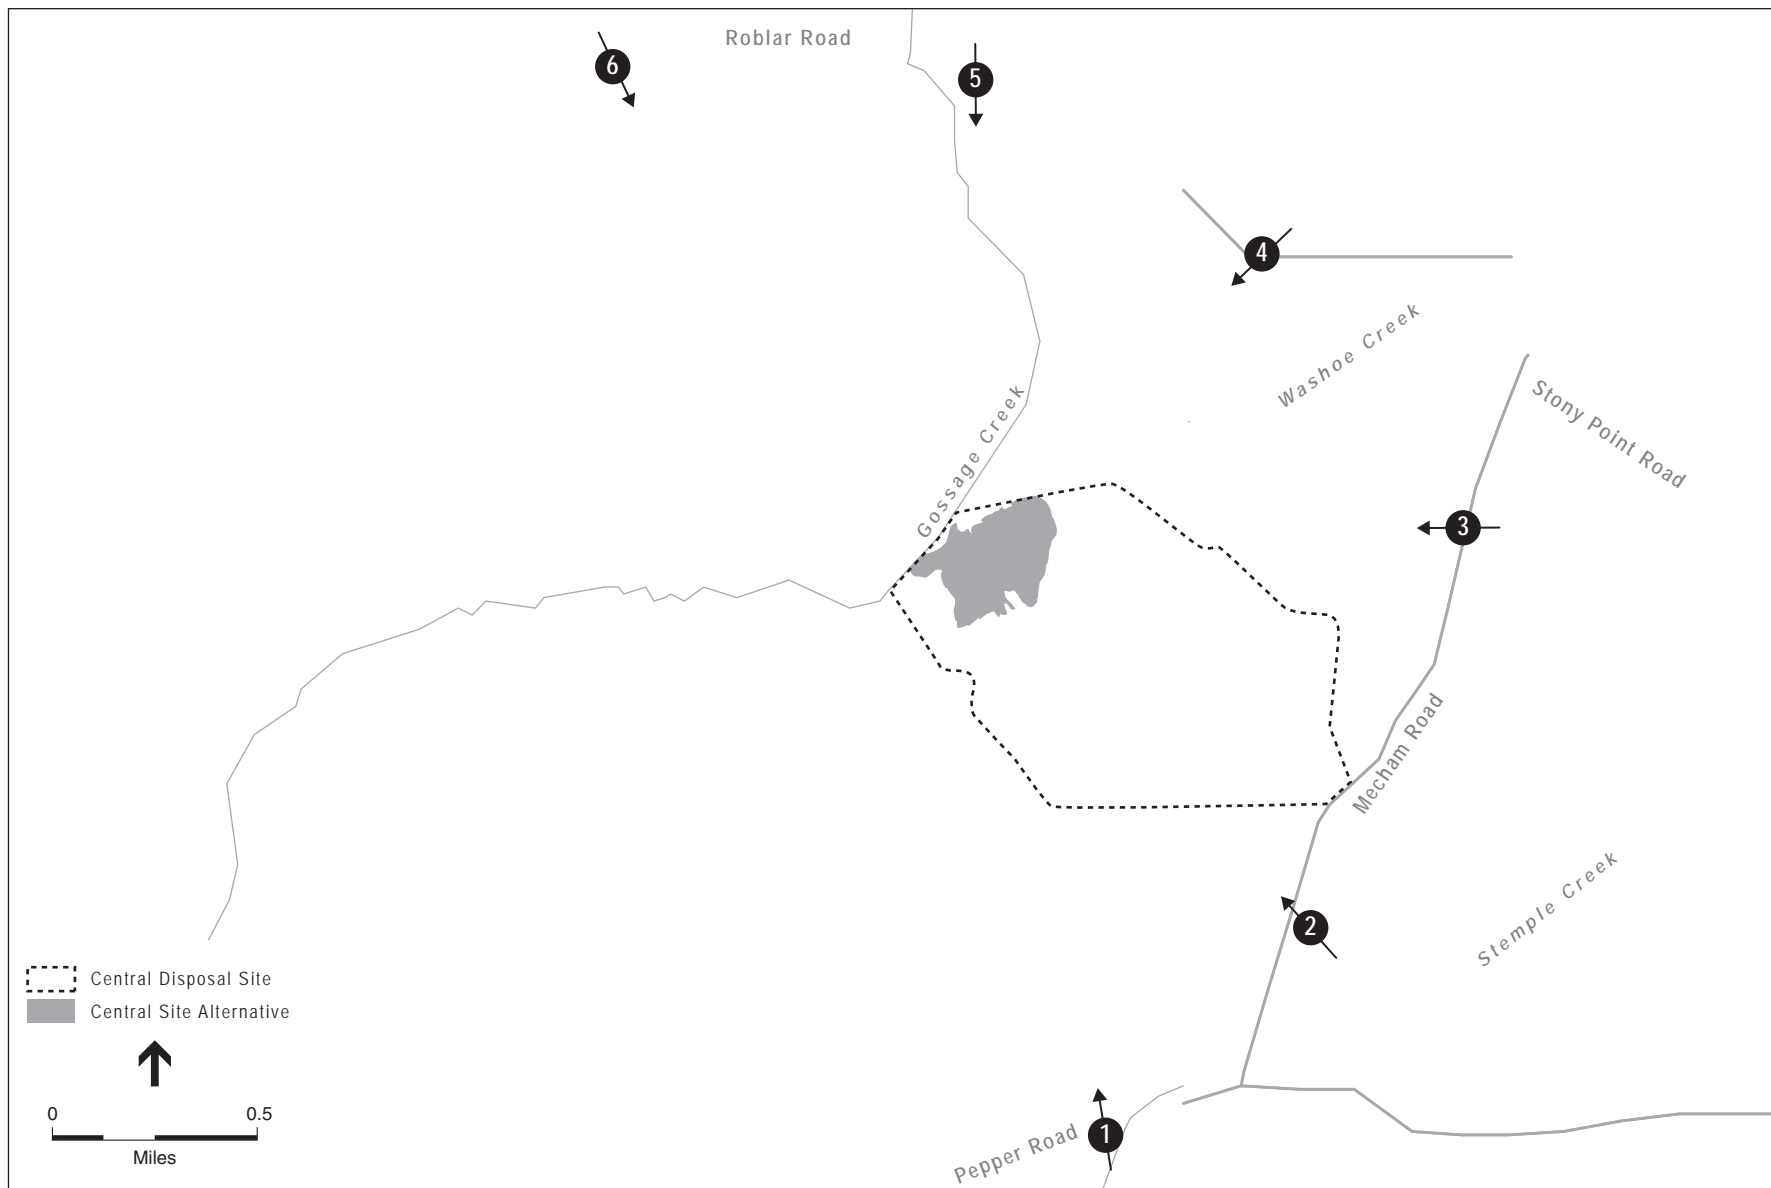 Roblar Road
6
5
4
Washoe Creek
Stony Point Road
Gossage Creek
3
Mecham Road
Stemple Creek
2
Central Disposal Site
Central Site Alternative
0 0.5
Miles
Pepper Road
1